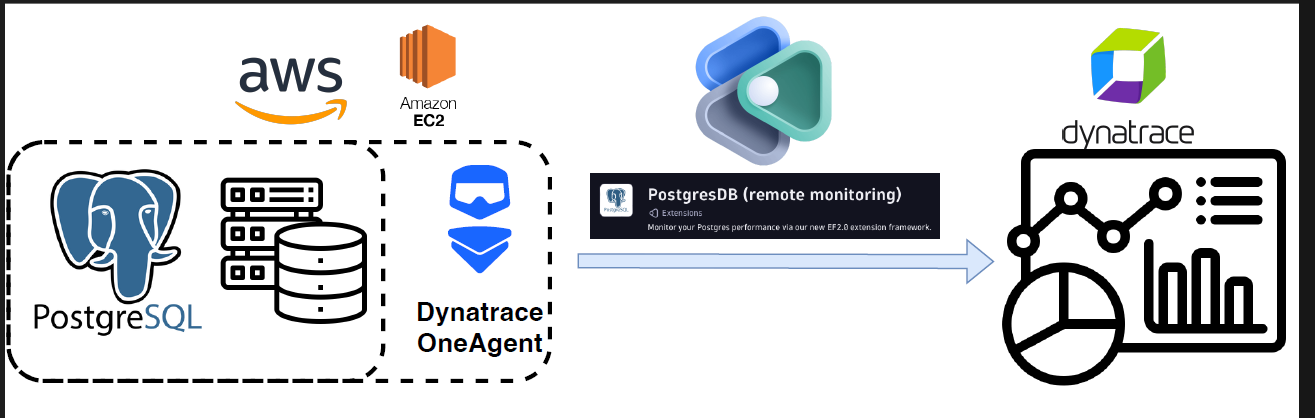 aws
Amazon
EC2
dynatrace
PostgreSQL
PostgreSQL
PostgresDB (remote monitoring)
Extensions
Monitor your Postgres performance via our new EF2.0 extension framework.
Dynatrace
OneAgent